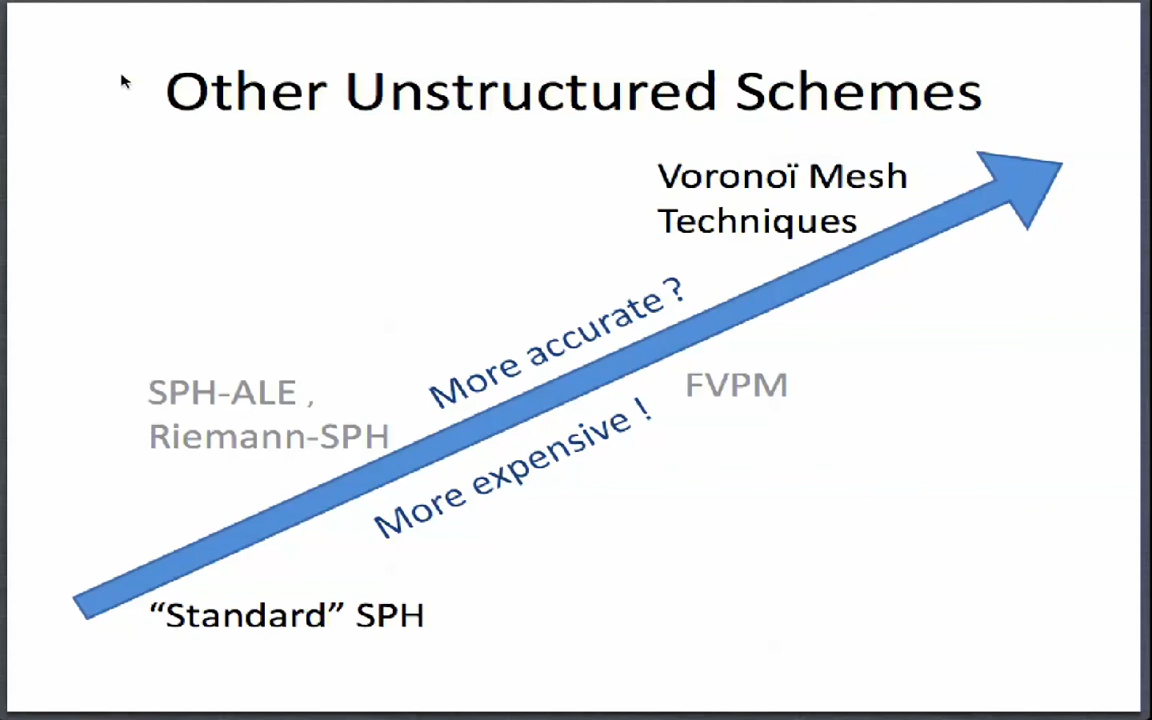 Other Unstructured Schemes
Voronoï Mesh
Techniques
More accurate ?
SPH-ALE ,
Riemann-SPH
FVPM
More expensive !
“Standard” SPH